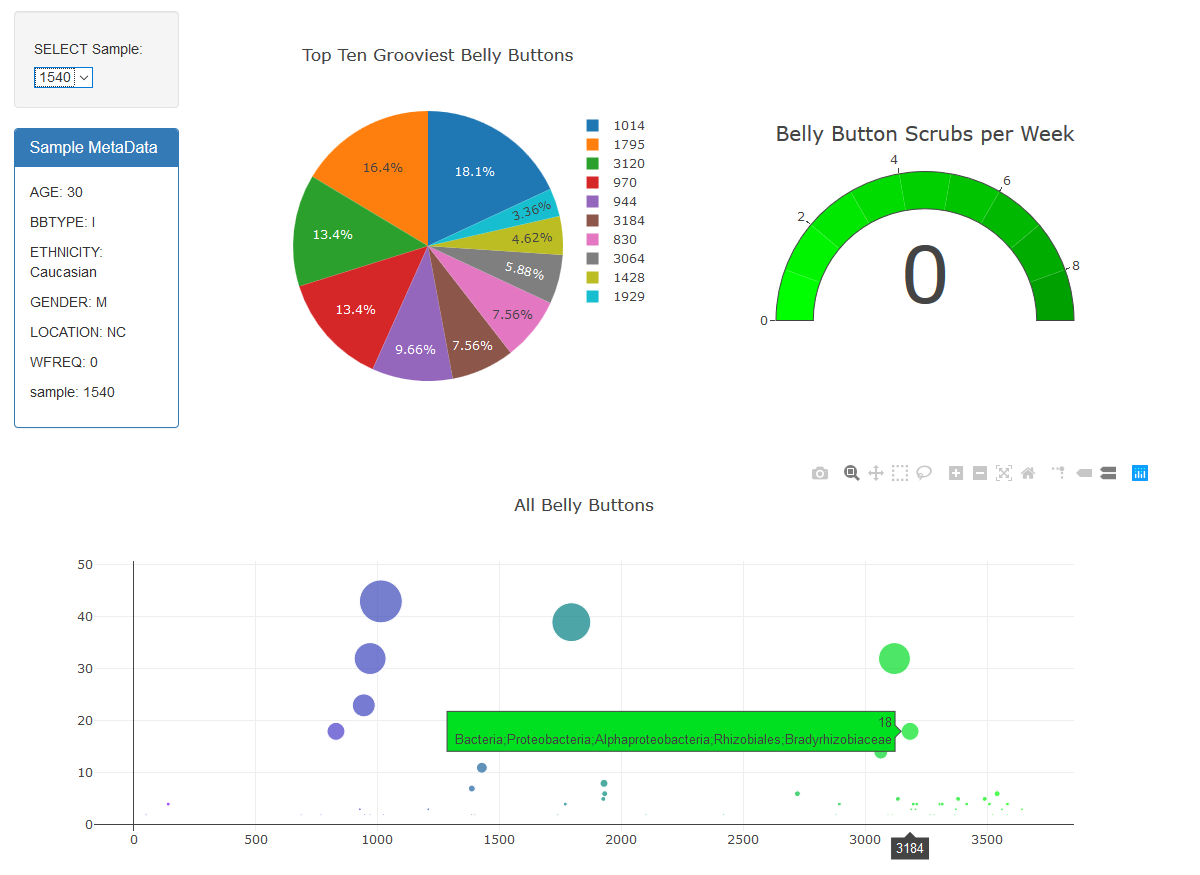 SELECT Sample:
1540
Sample MetaData
AGE: 30
BBTYPE: I
ETHNICITY:
Caucasian
GENDER: M
LOCATION: NC
WFREQ: 0
sample: 1540
Top Ten Grooviest Belly Buttons
18.1%
16.4%
3.36%
4.62%
13.4%
5.88%
13.4%
7.56%
9.66%
7.56%
1014
1795
3120
970
944
3184
830
3064
1428
1929
Belly Button Scrubs per Week
0
2
4
6
8
0
All Belly Buttons
50
40
30
20
10
0
18
Bacteria;Proteobacteria;Alphaproteobacteria;Rhizobiales;Bradyrhizobiaceae
0 500 1000 1500 2000 2500 3000 3500
3184